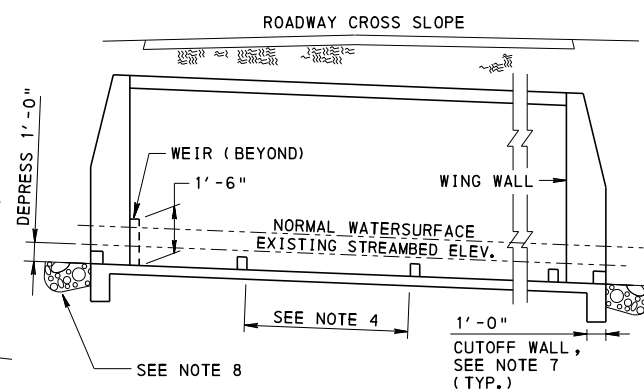 ROADWAY CROSS SLOPE
DEPRESS 1'-0"
WEIR (BEYOND)
1'-6"
WING WALL
NORMAL WATERSURFACE
EXISTING STREAMBED ELEV.
SEE NOTE 4
1'-0"
CUTOFF WALL,
SEE NOTE 7
(TYP.)
SEE NOTE 8